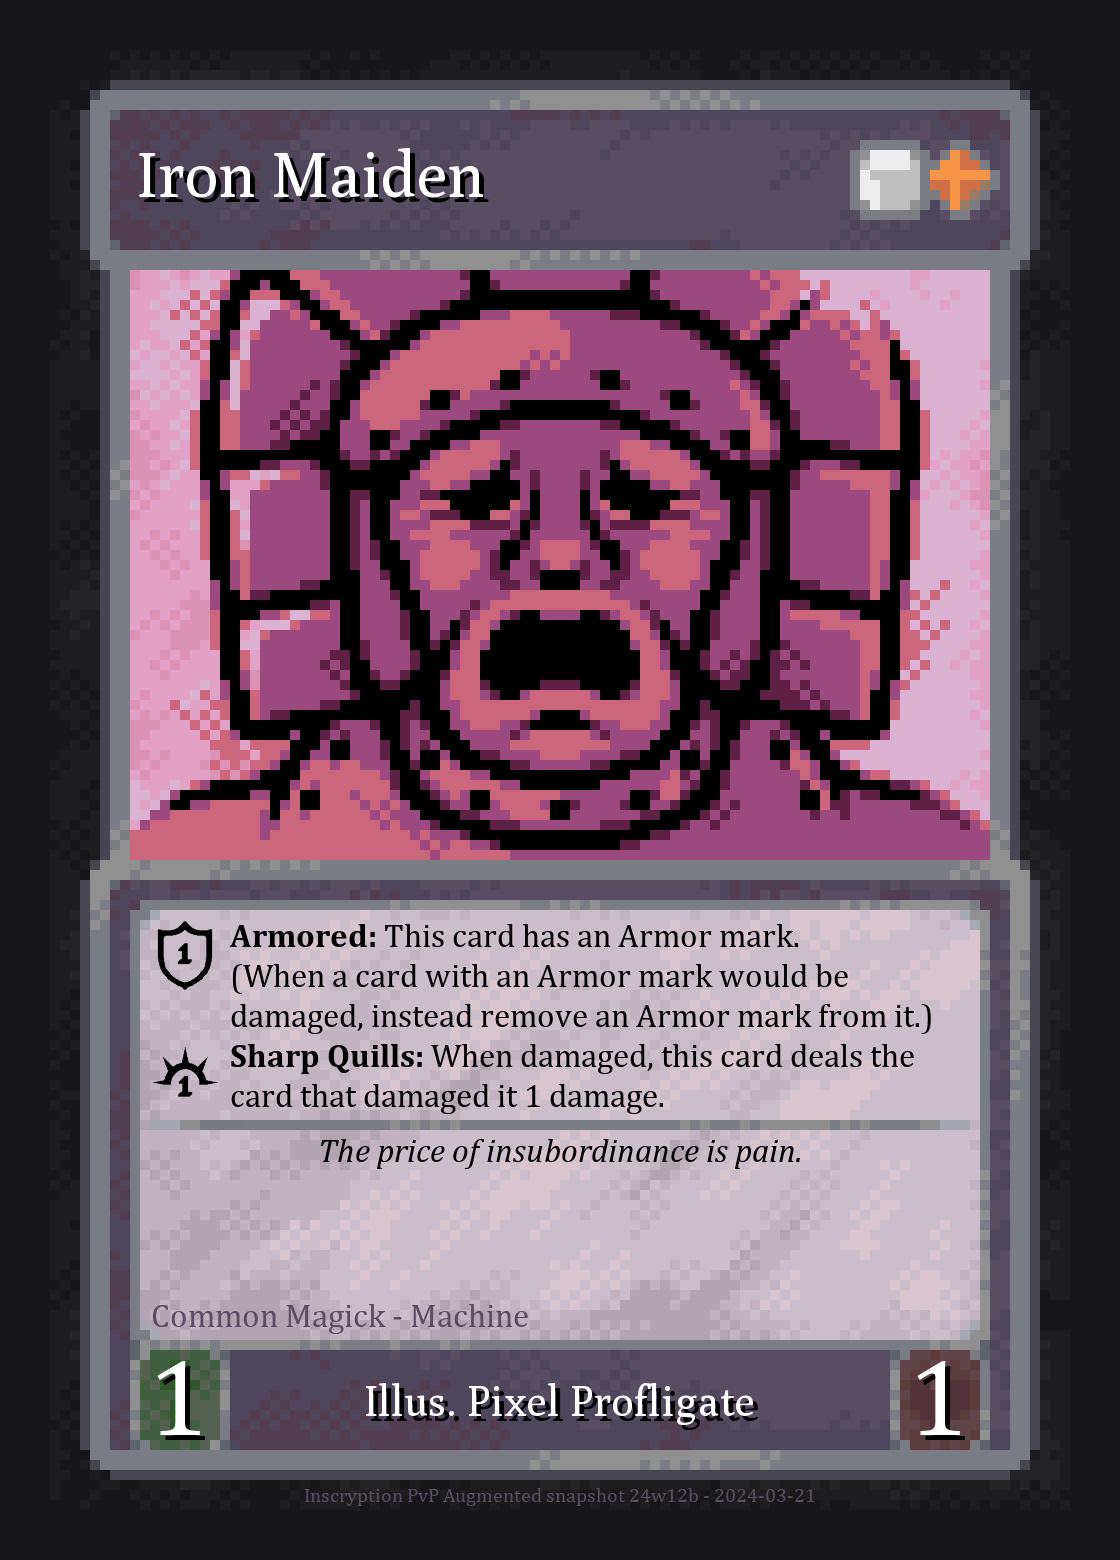 Iron Maiden
Armored: This card has an Armor mark.
(When a card with an Armor mark would be
damaged, instead remove an Armor mark from it.)
Sharp Quills: When damaged, this card deals the
card that damaged it 1 damage.
1
1
The price of insubordinance is pain.
Common Magick - Machine
1
Illus. Pixel Profligate
1
Inscryption PvP Augmented snapshot 24w12b - 2024-03-21